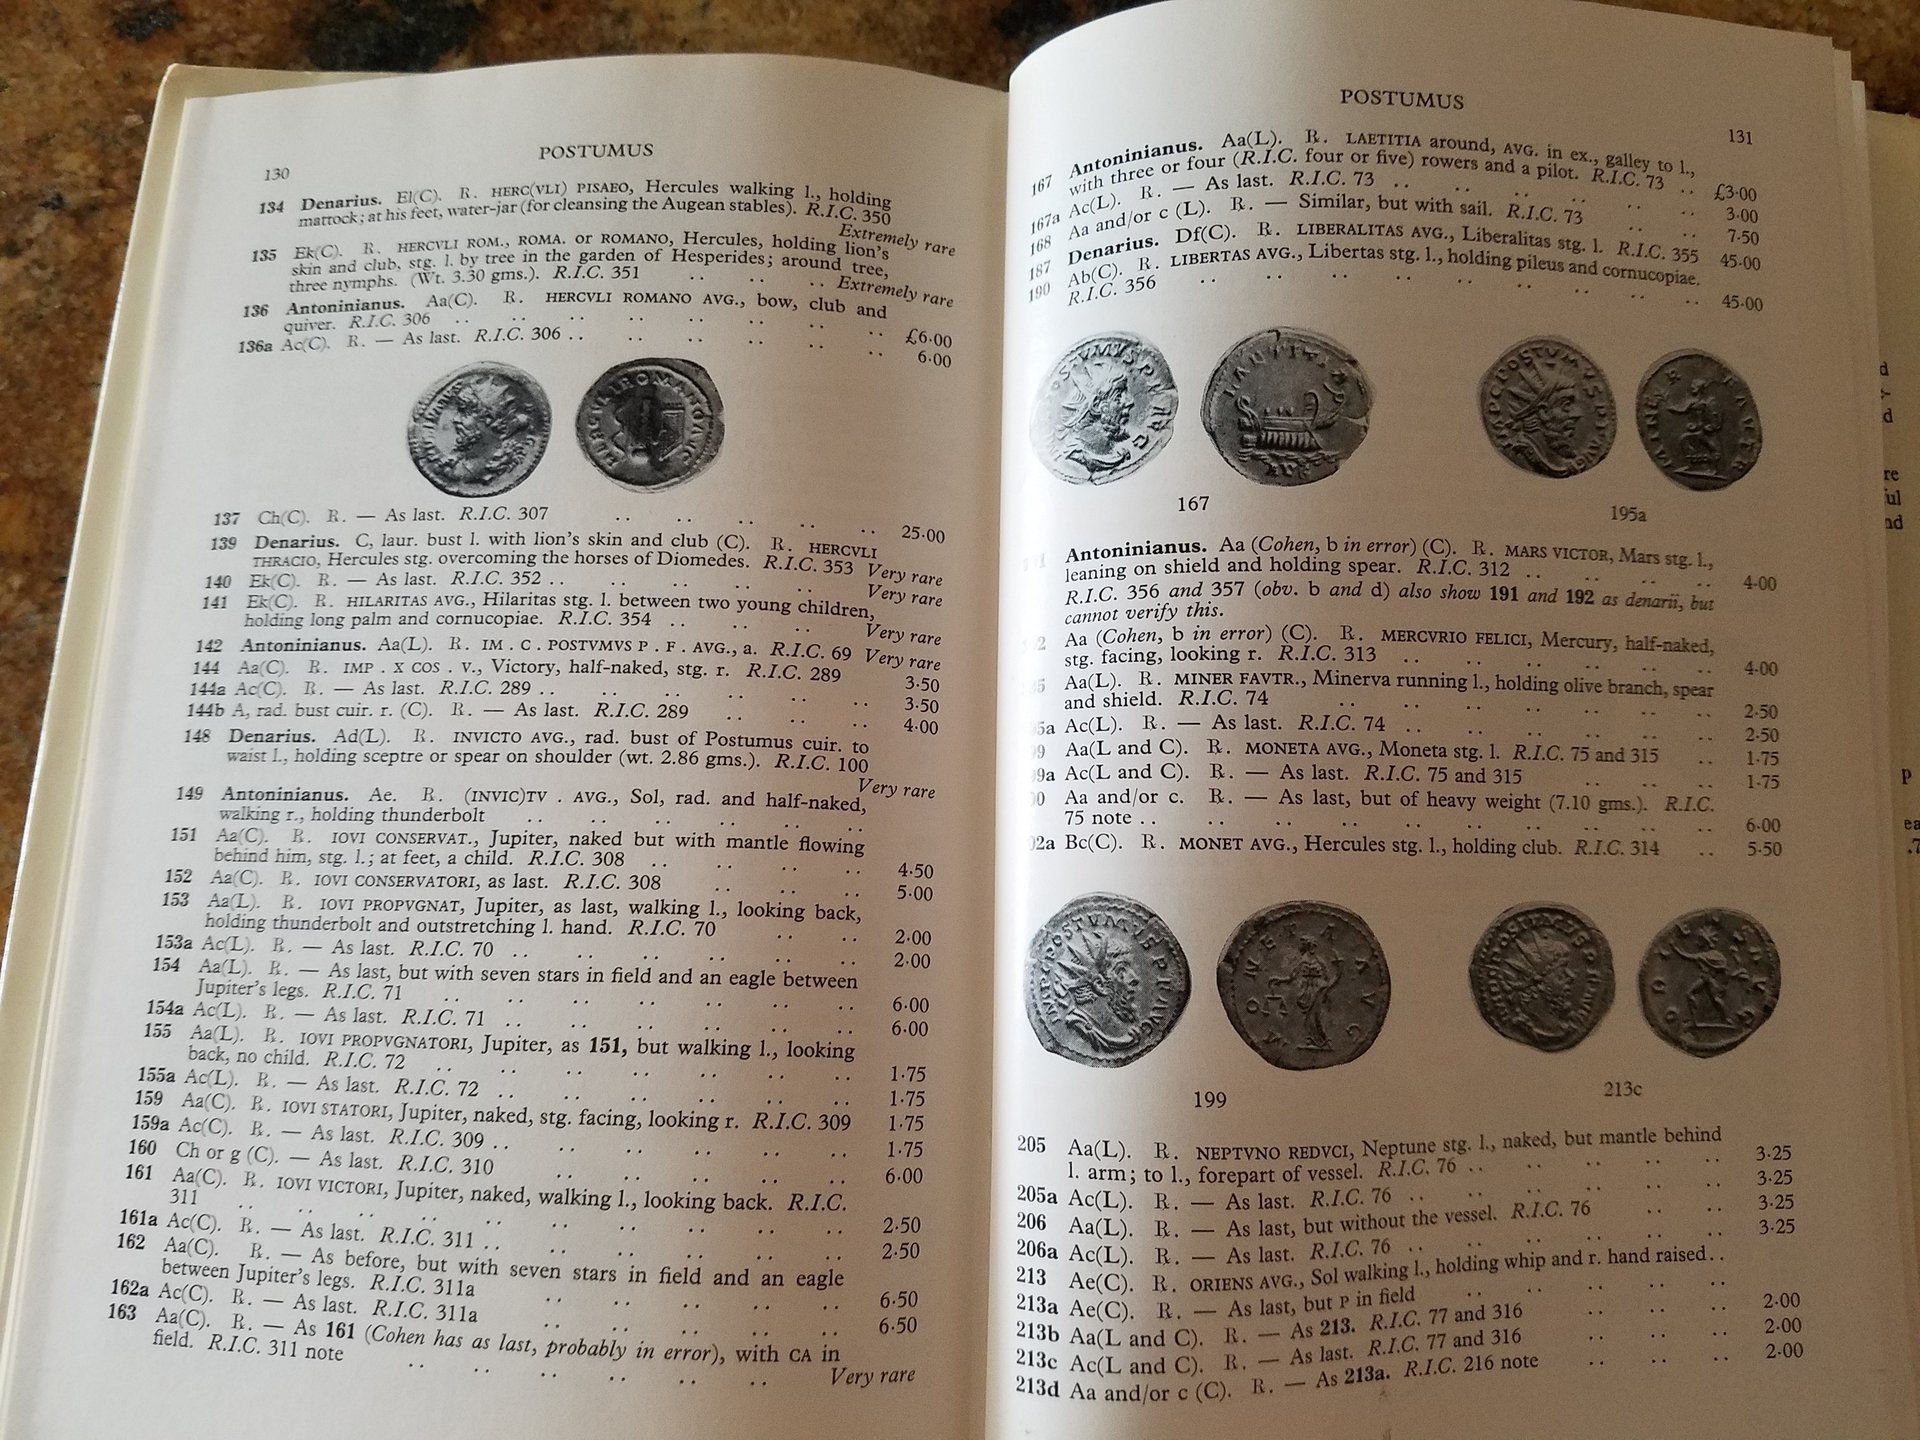 POSTUMUS
130
134 Denarius. El(C). R. HERC(VLI) PISAEO, Hercules walking l., holding
mattock; at his feet, water-jar (for cleansing the Augean stables). R.I.C. 350
Extremely rare
135 Ek(C). R. HERCVLI ROM., ROMA. or ROMANO, Hercules, holding lion's
skin and club, stg. l. by tree in the garden of Hesperides; around tree,
three nymphs. (Wt. 3.30 gms.). R.I.C. 351 .. .. Extremely rare
136 Antoninianus. Aa(C). R. HERCVLI ROMANO AVG., bow, club and
quiver. R.I.C. 306 .. .. .. .. .. .. £6·00
136a Ac(C). R. — As last. R.I.C. 306 .. .. .. .. .. 6·00
137 Ch(C). R. — As last. R.I.C. 307 .. .. .. .. .. 25·00
139 Denarius. C, laur. bust l. with lion's skin and club (C). R. HERCVLI
THRACIO, Hercules stg. overcoming the horses of Diomedes. R.I.C. 353 Very rare
140 Ek(C). R. — As last. R.I.C. 352 .. .. .. .. Very rare
141 Ek(C). R. HILARITAS AVG., Hilaritas stg. l. between two young children,
holding long palm and cornucopiae. R.I.C. 354 .. .. .. Very rare
142 Antoninianus. Aa(L). R. IM . C . POSTVMVS P . F . AVG., a. R.I.C. 69 Very rare
144 Aa(C). R. IMP . X COS . V., Victory, half-naked, stg. r. R.I.C. 289 3·50
144a Ac(C). R. — As last. R.I.C. 289 .. .. .. .. .. 3·50
144b A, rad. bust cuir. r. (C). R. — As last. R.I.C. 289 .. .. .. 4·00
148 Denarius. Ad(L). R. INVICTO AVG., rad. bust of Postumus cuir. to
waist l., holding sceptre or spear on shoulder (wt. 2.86 gms.). R.I.C. 100
Very rare
149 Antoninianus. Ae. R. (INVIC)TV . AVG., Sol, rad. and half-naked,
walking r., holding thunderbolt .. .. .. .. .. ..
151 Aa(C). R. IOVI CONSERVAT., Jupiter, naked but with mantle flowing
behind him, stg. l.; at feet, a child. R.I.C. 308 .. .. .. .. 4·50
152 Aa(C). R. IOVI CONSERVATORI, as last. R.I.C. 308 .. .. .. 5·00
153 Aa(L). R. IOVI PROPVGNAT, Jupiter, as last, walking l., looking back,
holding thunderbolt and outstretching l. hand. R.I.C. 70 .. .. 2·00
153a Ac(L). R. — As last. R.I.C. 70 .. .. .. .. .. .. 2·00
154 Aa(L). R. — As last, but with seven stars in field and an eagle between
Jupiter's legs. R.I.C. 71 .. .. .. .. .. .. .. 6·00
154a Ac(L). R. — As last. R.I.C. 71 .. .. .. .. .. .. 6·00
155 Aa(L). R. IOVI PROPVGNATORI, Jupiter, as 151, but walking l., looking
back, no child. R.I.C. 72 .. .. .. .. .. .. 1·75
155a Ac(L). R. — As last. R.I.C. 72 .. .. .. .. .. .. 1·75
159 Aa(C). R. IOVI STATORI, Jupiter, naked, stg. facing, looking r. R.I.C. 309 1·75
159a Ac(C). R. — As last. R.I.C. 309 .. .. .. .. .. .. 1·75
160 Ch or g (C). — As last. R.I.C. 310 .. .. .. .. .. 6·00
161 Aa(C). R. IOVI VICTORI, Jupiter, naked, walking l., looking back. R.I.C.
311 .. .. .. .. .. .. .. .. .. .. 2·50
161a Ac(C). R. — As last. R.I.C. 311 .. .. .. .. .. .. 2·50
162 Aa(C). R. — As before, but with seven stars in field and an eagle
between Jupiter's legs. R.I.C. 311a .. .. .. .. .. 6·50
162a Ac(C). R. — As last. R.I.C. 311a .. .. .. .. .. 6·50
163 Aa(C). R. — As 161 (Cohen has as last, probably in error), with CA in
field. R.I.C. 311 note .. .. .. .. .. .. Very rare
POSTUMUS
131
167 Antoninianus. Aa(L). R. LAETITIA around, AVG. in ex., galley to l.,
with three or four (R.I.C. four or five) rowers and a pilot. R.I.C. 73 .. £3·00
167a Ac(L). R. — As last. R.I.C. 73 .. .. .. .. .. .. 3·00
168 Aa and/or c (L). R. — Similar, but with sail. R.I.C. 73 .. .. 7·50
187 Denarius. Df(C). R. LIBERALITAS AVG., Liberalitas stg. l. R.I.C. 355 45·00
190 Ab(C). R. LIBERTAS AVG., Libertas stg. l., holding pileus and cornucopiae.
R.I.C. 356 .. .. .. .. .. .. .. .. 45·00
167
195a
Antoninianus. Aa (Cohen, b in error) (C). R. MARS VICTOR, Mars stg. l.,
leaning on shield and holding spear. R.I.C. 312 .. .. .. .. 4·00
R.I.C. 356 and 357 (obv. b and d) also show 191 and 192 as denarii, but
cannot verify this.
Aa (Cohen, b in error) (C). R. MERCVRIO FELICI, Mercury, half-naked,
stg. facing, looking r. R.I.C. 313 .. .. .. .. .. 4·00
Aa(L). R. MINER FAVTR., Minerva running l., holding olive branch, spear
and shield. R.I.C. 74 .. .. .. .. .. .. 2·50
5a Ac(L). R. — As last. R.I.C. 74 .. .. .. .. .. 2·50
9 Aa(L and C). R. MONETA AVG., Moneta stg. l. R.I.C. 75 and 315 1·75
9a Ac(L and C). R. — As last. R.I.C. 75 and 315 .. .. .. 1·75
0 Aa and/or c. R. — As last, but of heavy weight (7.10 gms.). R.I.C.
75 note .. .. .. .. .. .. .. .. .. 6·00
02a Bc(C). R. MONET AVG., Hercules stg. l., holding club. R.I.C. 314 .. 5·50
199
213c
205 Aa(L). R. NEPTVNO REDVCI, Neptune stg. l., naked, but mantle behind
l. arm; to l., forepart of vessel. R.I.C. 76 .. .. .. .. .. 3·25
205a Ac(L). R. — As last. R.I.C. 76 .. .. .. .. .. 3·25
206 Aa(L). R. — As last, but without the vessel. R.I.C. 76 .. .. 3·25
206a Ac(L). R. — As last. R.I.C. 76 .. .. .. .. .. 3·25
213 Ae(C). R. ORIENS AVG., Sol walking l., holding whip and r. hand raised..
213a Ae(C). R. — As last, but P in field .. .. .. .. ..
213b Aa(L and C). R. — As 213. R.I.C. 77 and 316 .. .. .. 2·00
213c Ac(L and C). R. — As last. R.I.C. 77 and 316 .. .. .. 2·00
213d Aa and/or c (C). R. — As 213a. R.I.C. 216 note .. .. .. 2·00